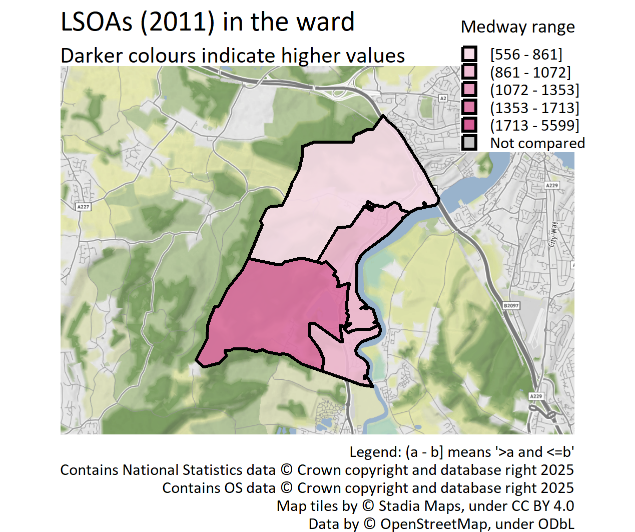 LSOAs (2011) in the ward
Darker colours indicate higher values
Medway range
[556 - 861]
(861 - 1072]
(1072 - 1353]
(1353 - 1713]
(1713 - 5599]
Not compared
A2
A227
A229
City Way
B2097
A229
Legend: (a - b] means '>a and <=b'
Contains National Statistics data © Crown copyright and database right 2025
Contains OS data © Crown copyright and database right 2025
Map tiles by © Stadia Maps, under CC BY 4.0
Data by © OpenStreetMap, under ODbL